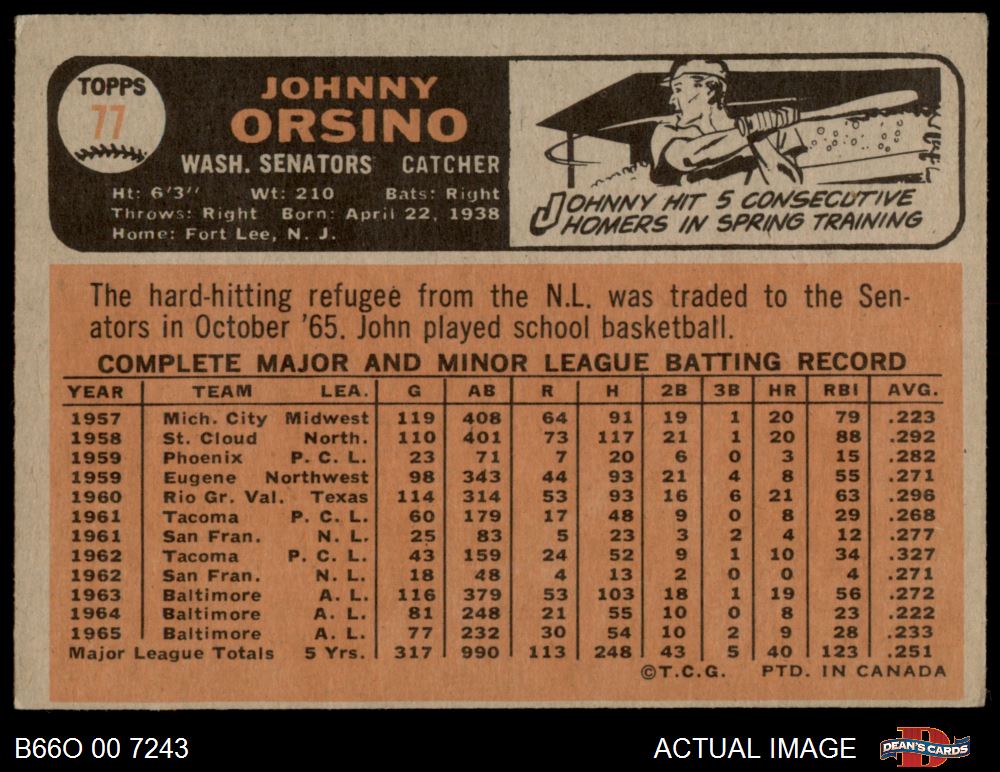 TOPPS
77
JOHNNY
ORSINO
WASH. SENATORS CATCHER
Ht: 6'3" Wt: 210 Bats: Right
Throws: Right Born: April 22, 1938
Home: Fort Lee, N. J.
JOHNNY HIT 5 CONSECUTIVE
HOMERS IN SPRING TRAINING
The hard-hitting refugee from the N.L. was traded to the Sen-
ators in October '65. John played school basketball.
COMPLETE MAJOR AND MINOR LEAGUE BATTING RECORD
YEAR TEAM LEA. G AB R H 2B 3B HR RBI AVG.
1957 Mich. City Midwest 119 408 64 91 19 1 20 79 .223
1958 St. Cloud North. 110 401 73 117 21 1 20 88 .292
1959 Phoenix P. C. L. 23 71 7 20 6 0 3 15 .282
1959 Eugene Northwest 98 343 44 93 21 4 8 55 .271
1960 Rio Gr. Val. Texas 114 314 53 93 16 6 21 63 .296
1961 Tacoma P. C. L. 60 179 17 48 9 0 8 29 .268
1961 San Fran. N. L. 25 83 5 23 3 2 4 12 .277
1962 Tacoma P. C. L. 43 159 24 52 9 1 10 34 .327
1962 San Fran. N. L. 18 48 4 13 2 0 0 4 .271
1963 Baltimore A. L. 116 379 53 103 18 1 19 56 .272
1964 Baltimore A. L. 81 248 21 55 10 0 8 23 .222
1965 Baltimore A. L. 77 232 30 54 10 2 9 28 .233
Major League Totals 5 Yrs. 317 990 113 248 43 5 40 123 .251
©T.C.G. PTD. IN CANADA
B66O 00 7243
ACTUAL IMAGE
DEAN'S CARDS